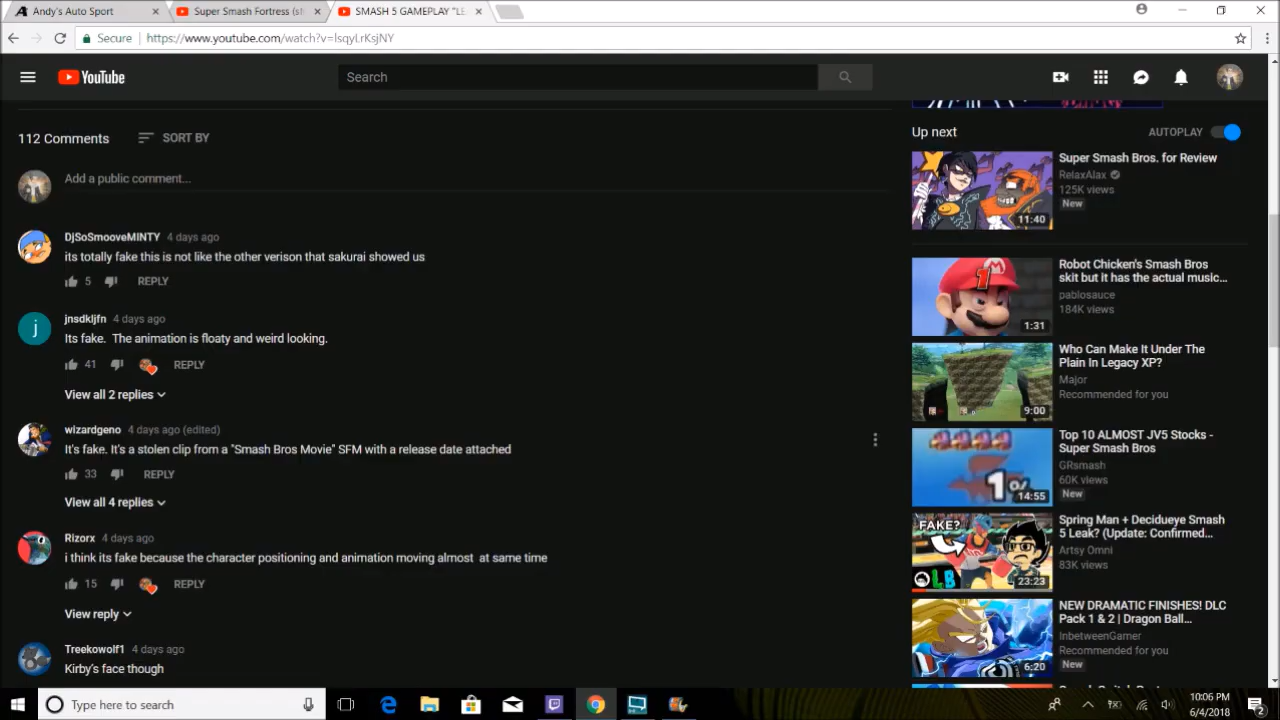 Andy's Auto Sport
Super Smash Fortress (sf
SMASH 5 GAMEPLAY "LE
Secure
https://www.youtube.com/watch?v=lsqyLrKsjNY
YouTube
Search
112 Comments
SORT BY
Add a public comment...
DjSoSmooveMINTY 4 days ago
its totally fake this is not like the other verison that sakurai showed us
5 REPLY
jnsdkljfn 4 days ago
Its fake. The animation is floaty and weird looking.
41 REPLY
View all 2 replies
wizardgeno 4 days ago (edited)
It's fake. It's a stolen clip from a "Smash Bros Movie" SFM with a release date attached
33 REPLY
View all 4 replies
Rizorx 4 days ago
i think its fake because the character positioning and animation moving almost at same time
15 REPLY
View reply
Treekowolf1 4 days ago
Kirby's face though
Up next
AUTOPLAY
11:40
Super Smash Bros. for Review
RelaxAlax
125K views
New
1
1:31
Robot Chicken's Smash Bros
skit but it has the actual music...
pablosauce
184K views
9:00
Who Can Make It Under The
Plain In Legacy XP?
Major
Recommended for you
1%
14:55
Top 10 ALMOST JV5 Stocks -
Super Smash Bros
GRsmash
60K views
New
FAKE?
23:23
Spring Man + Decidueye Smash
5 Leak? (Update: Confirmed...
Artsy Omni
83K views
6:20
NEW DRAMATIC FINISHES! DLC
Pack 1 & 2 | Dragon Ball...
InbetweenGamer
Recommended for you
New
Type here to search
10:06 PM
6/4/2018
2